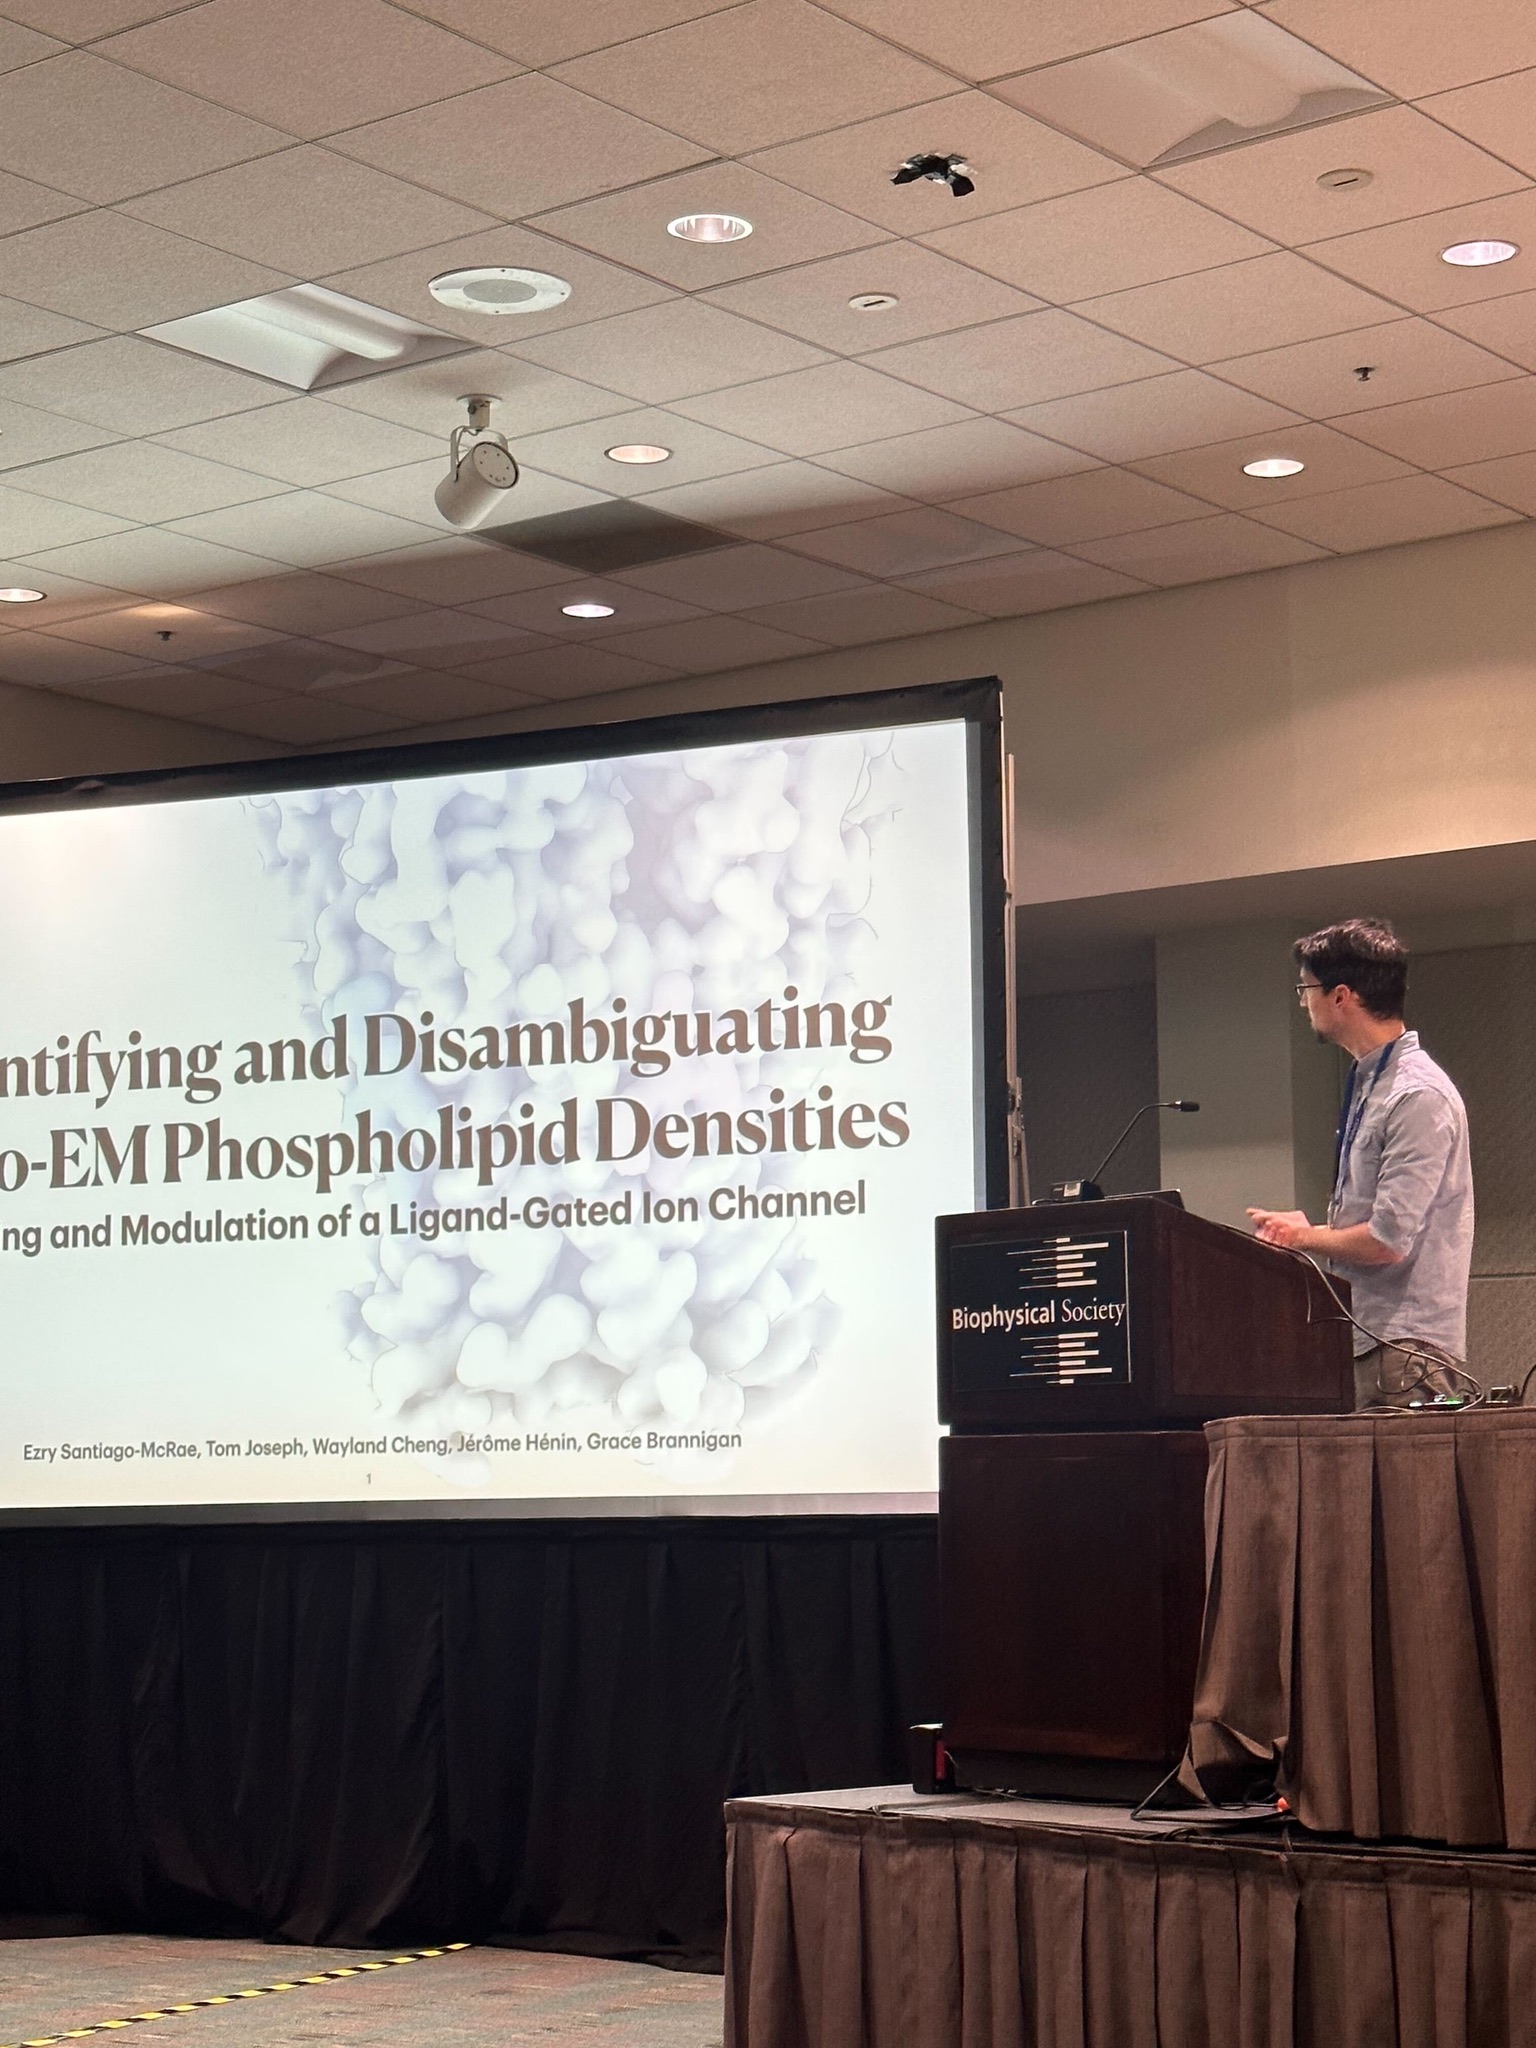 ntifying and Disambiguating
o-EM Phospholipid Densities
ng and Modulation of a Ligand-Gated Ion Channel
Ezry Santiago-McRae, Tom Joseph, Wayland Cheng, Jérôme Hénin, Grace Brannigan
1
Biophysical Society